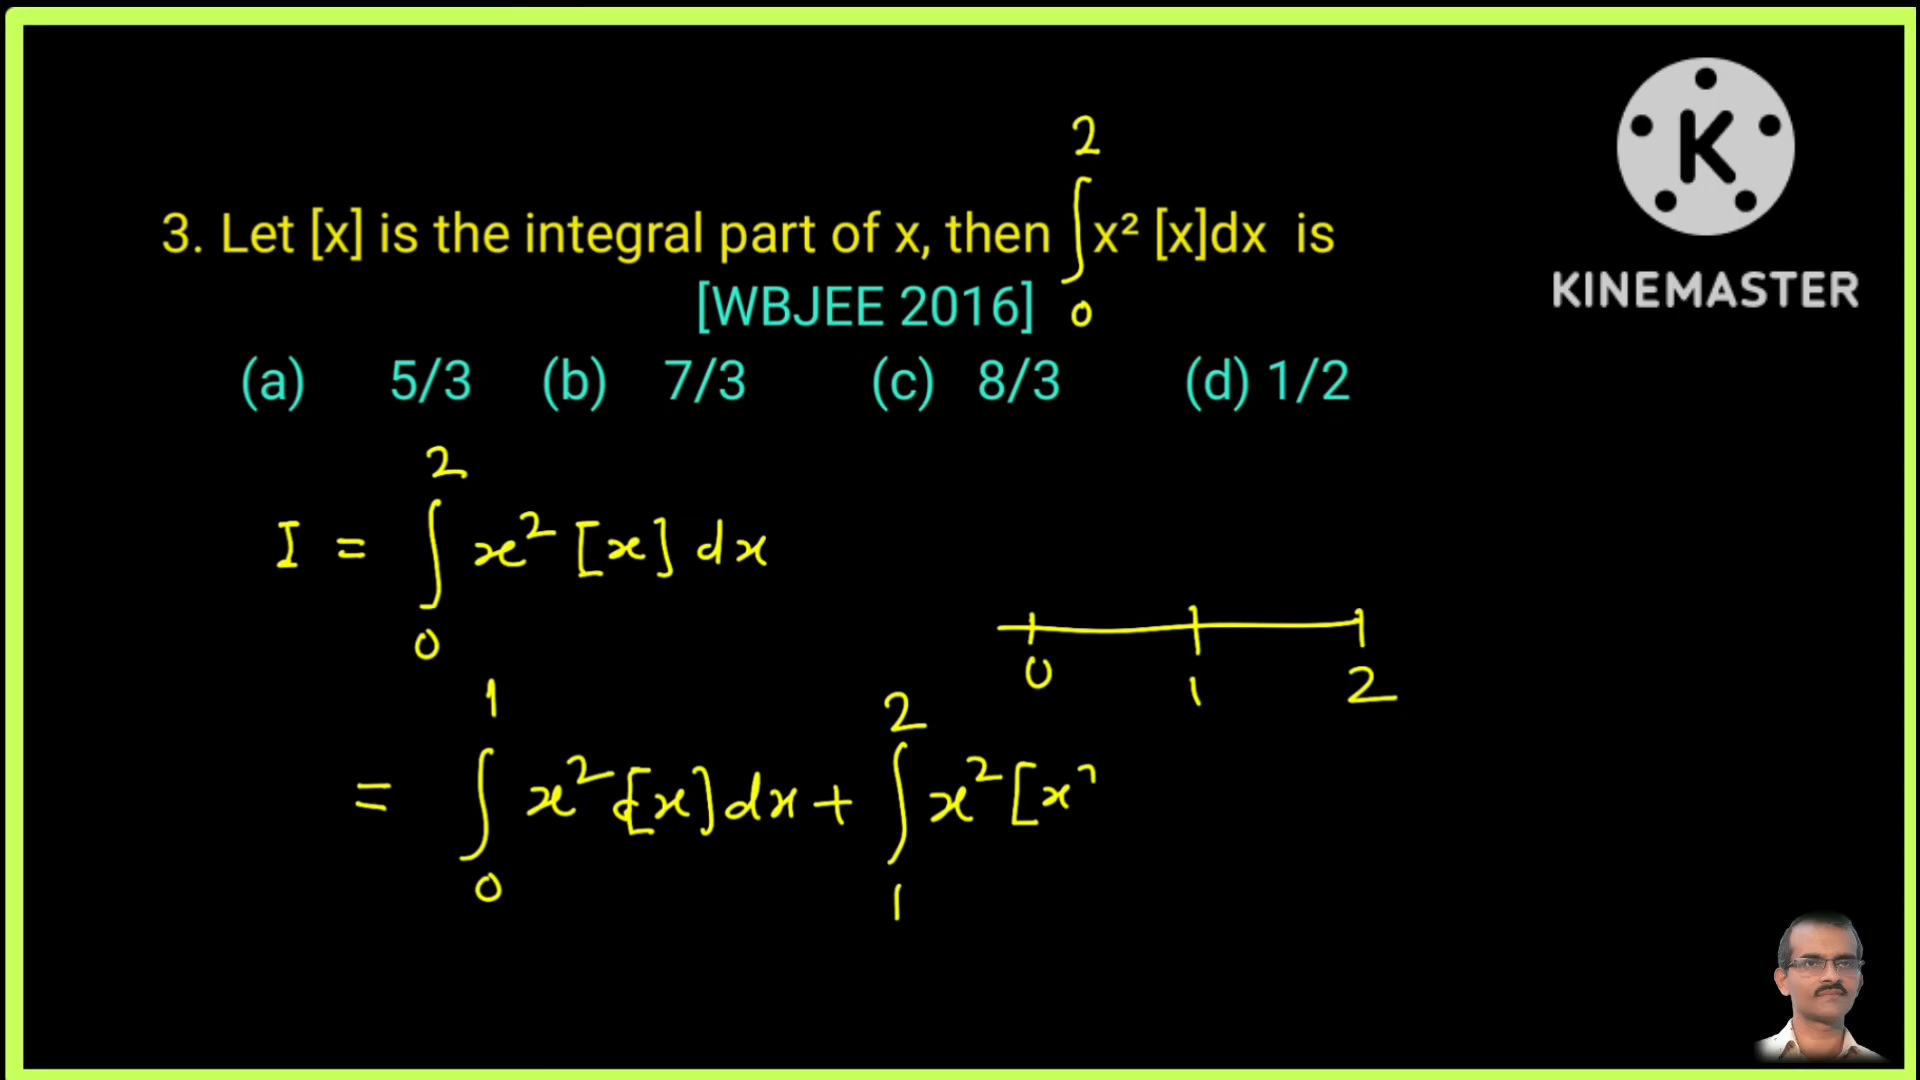 3. Let [x] is the integral part of x, then ∫₀² x² [x]dx is
[WBJEE 2016]
(a) 5/3 (b) 7/3 (c) 8/3 (d) 1/2
I = ∫₀² x² [x] dx
0 1 2
= ∫₀¹ x² [x] dx + ∫₁² x² [x
K
KINEMASTER